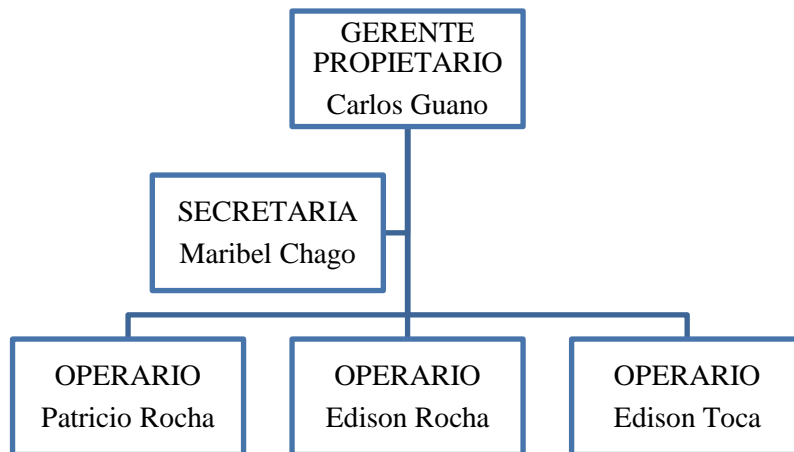 GERENTE
PROPIETARIO
Carlos Guano
SECRETARIA
Maribel Chago
OPERARIO
Patricio Rocha
OPERARIO
Edison Rocha
OPERARIO
Edison Toca